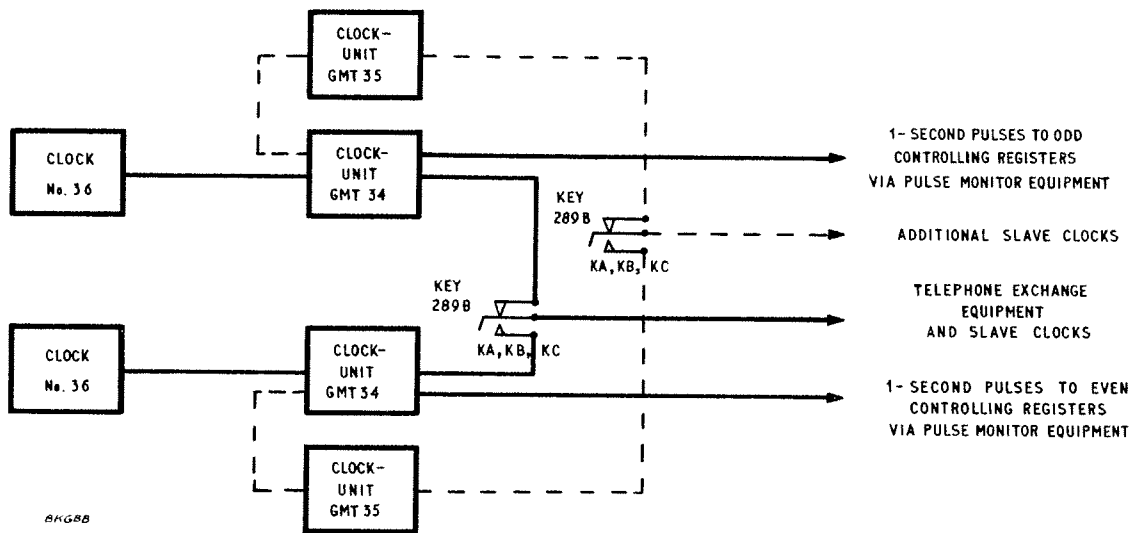 CLOCK-
UNIT
GMT 35
CLOCK
No. 36
CLOCK-
UNIT
GMT 34
1- SECOND PULSES TO ODD
CONTROLLING REGISTERS
VIA PULSE MONITOR EQUIPMENT
KEY
289B
KA, KB, KC
ADDITIONAL SLAVE CLOCKS
KEY
289B
KA, KB, KC
TELEPHONE EXCHANGE
EQUIPMENT
AND SLAVE CLOCKS
CLOCK
No. 36
CLOCK-
UNIT
GMT 34
1- SECOND PULSES TO EVEN
CONTROLLING REGISTERS
VIA PULSE MONITOR EQUIPMENT
CLOCK-
UNIT
GMT 35